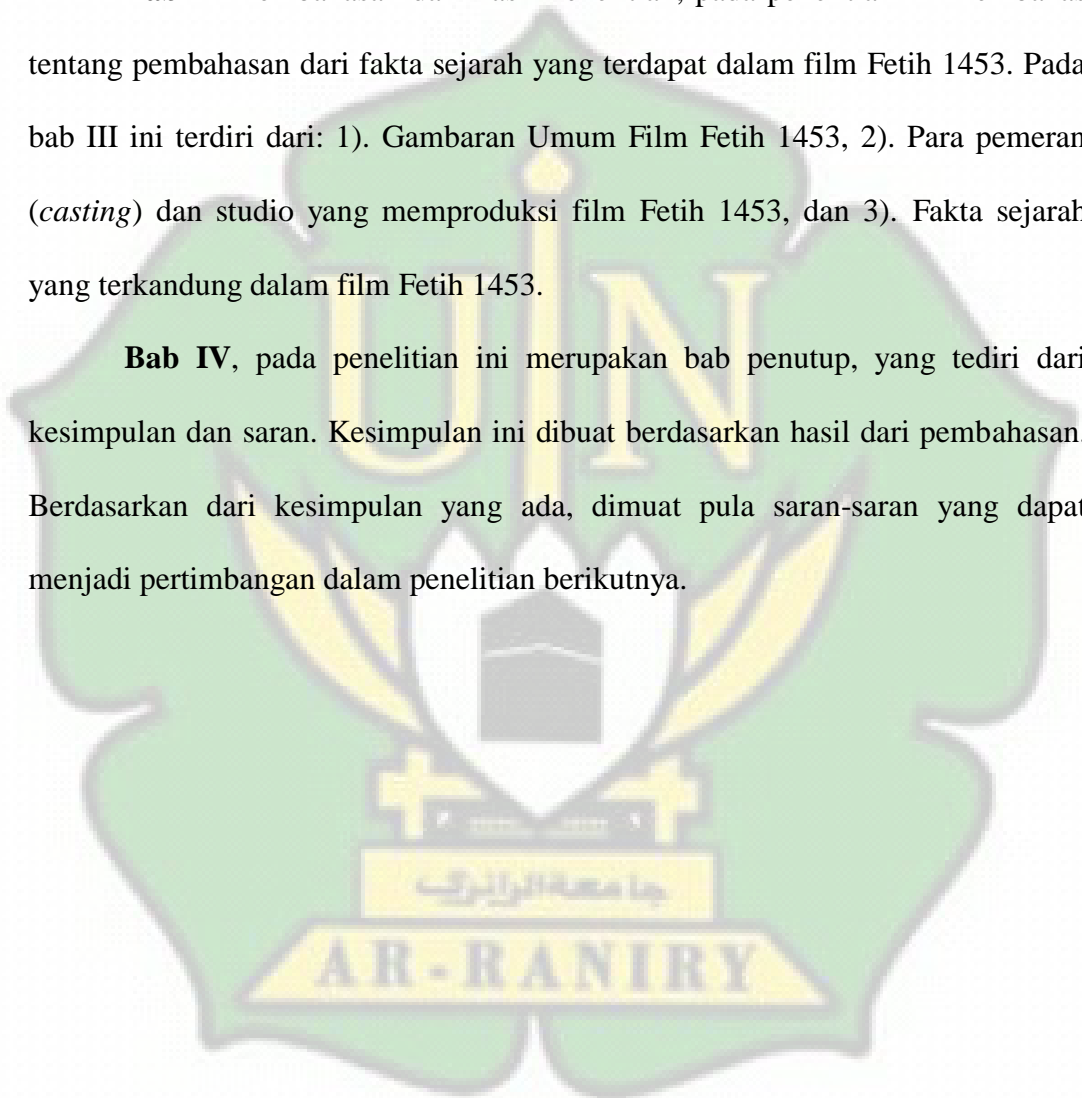 tentang pembahasan dari fakta sejarah yang terdapat dalam film Fetih 1453. Pada
bab III ini terdiri dari: 1). Gambaran Umum Film Fetih 1453, 2). Para pemeran
(casting) dan studio yang memproduksi film Fetih 1453, dan 3). Fakta sejarah
yang terkandung dalam film Fetih 1453.
Bab IV, pada penelitian ini merupakan bab penutup, yang tediri dari
kesimpulan dan saran. Kesimpulan ini dibuat berdasarkan hasil dari pembahasan.
Berdasarkan dari kesimpulan yang ada, dimuat pula saran-saran yang dapat
menjadi pertimbangan dalam penelitian berikutnya.
UIN
جامعة الرانري
AR-RANIRY